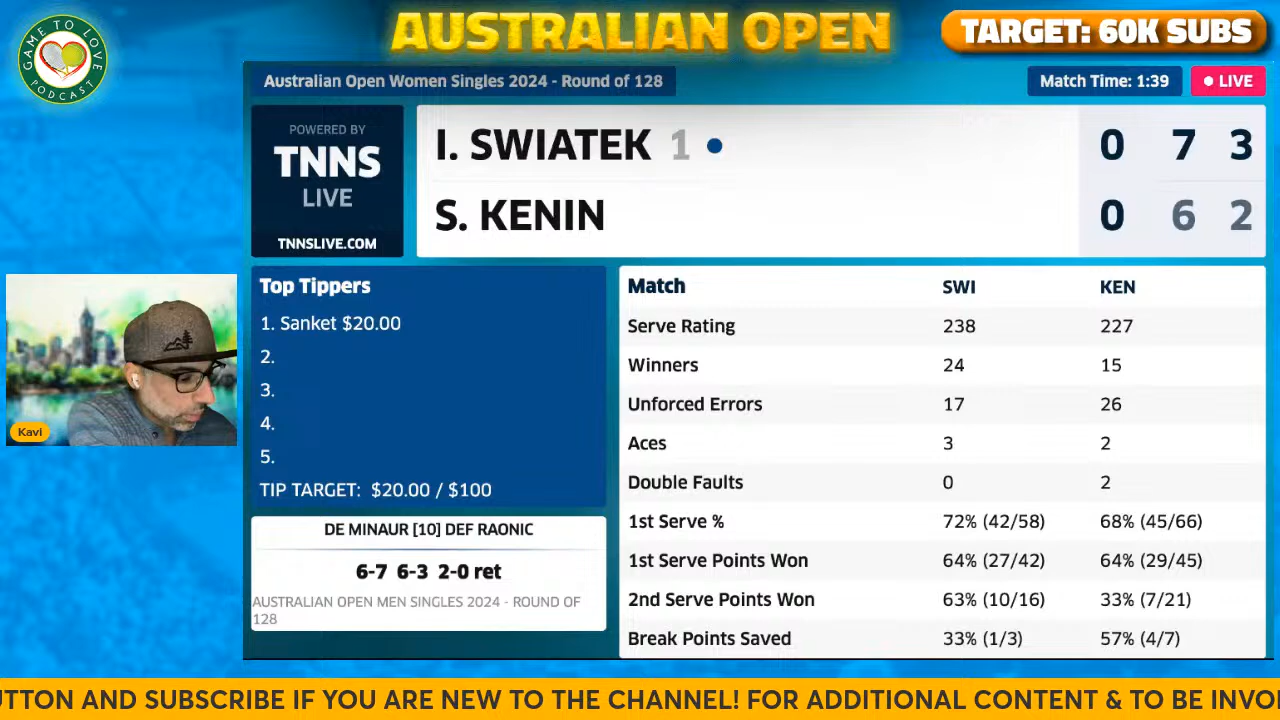 GAME TO LOVE
PODCAST
AUSTRALIAN OPEN
TARGET: 60K SUBS
Australian Open Women Singles 2024 - Round of 128
Match Time: 1:39
LIVE
POWERED BY
TNNS
LIVE
TNNSLIVE.COM
I. SWIATEK 1 0 7 3
S. KENIN 0 6 2
Top Tippers
1. Sanket $20.00
2.
3.
4.
5.
TIP TARGET: $20.00 / $100
DE MINAUR [10] DEF RAONIC
6-7 6-3 2-0 ret
AUSTRALIAN OPEN MEN SINGLES 2024 - ROUND OF
128
Match SWI KEN
Serve Rating 238 227
Winners 24 15
Unforced Errors 17 26
Aces 3 2
Double Faults 0 2
1st Serve % 72% (42/58) 68% (45/66)
1st Serve Points Won 64% (27/42) 64% (29/45)
2nd Serve Points Won 63% (10/16) 33% (7/21)
Break Points Saved 33% (1/3) 57% (4/7)
Kavi
UTTON AND SUBSCRIBE IF YOU ARE NEW TO THE CHANNEL! FOR ADDITIONAL CONTENT & TO BE INVO